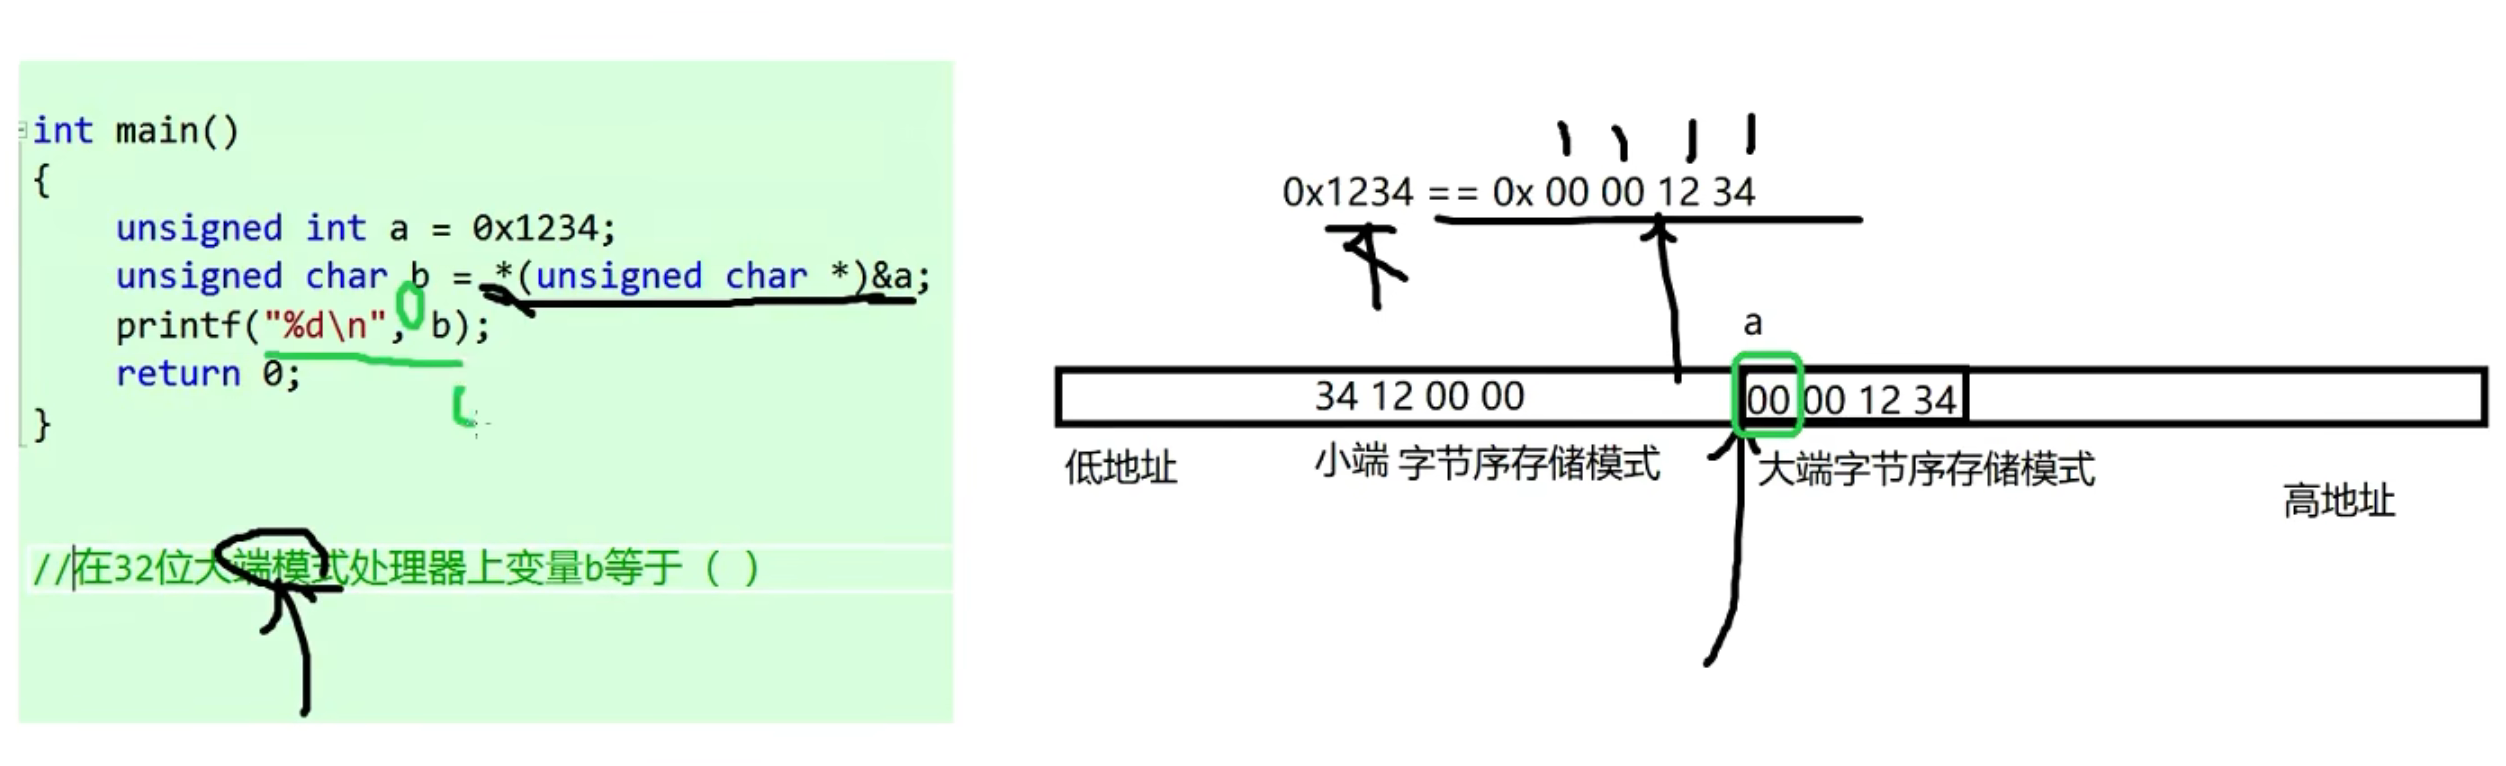 int main()
{
unsigned int a = 0x1234;
unsigned char b = *(unsigned char *)&a;
printf("%d\n", b);
return 0;
}
//在32位大端模式处理器上变量b等于（ ）
0x1234 == 0x 00 00 12 34
a
34 12 00 00
00 00 12 34
低地址
小端 字节序存储模式
大端字节序存储模式
高地址